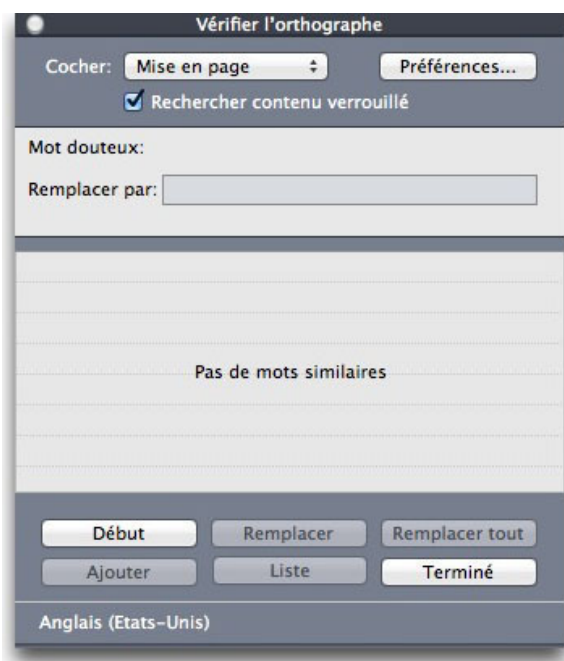 Vérifier l'orthographe
Cocher: Mise en page Préférences...
Rechercher contenu verrouillé
Mot douteux:
Remplacer par:
Pas de mots similaires
Début Remplacer Remplacer tout
Ajouter Liste Terminé
Anglais (Etats-Unis)